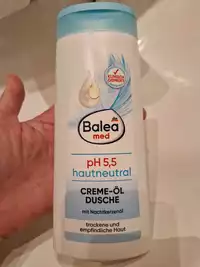 Balea
med
pH 5,5
hautneutral
CREME-ÖL
DUSCHE
mit Nachtkerzenöl
trockene und
empfindliche Haut